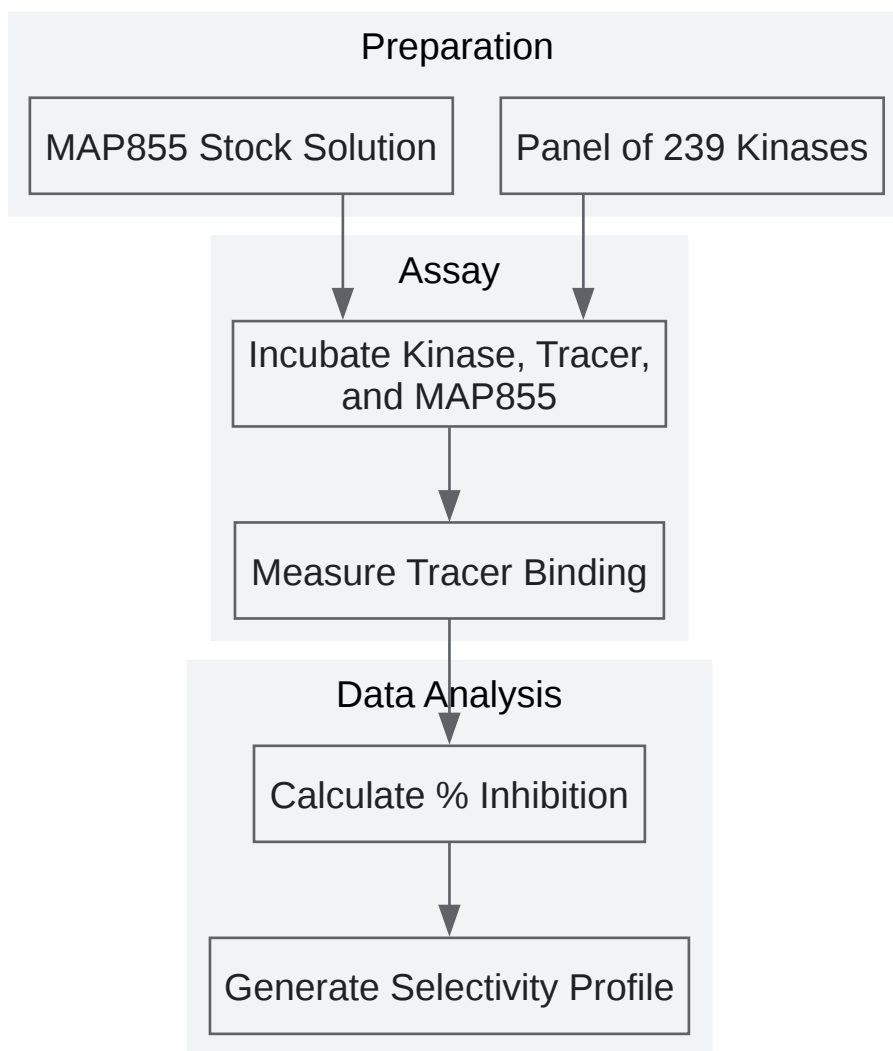 Preparation
MAP855 Stock Solution
Panel of 239 Kinases
Assay
Incubate Kinase, Tracer,
and MAP855
Measure Tracer Binding
Data Analysis
Calculate % Inhibition
Generate Selectivity Profile